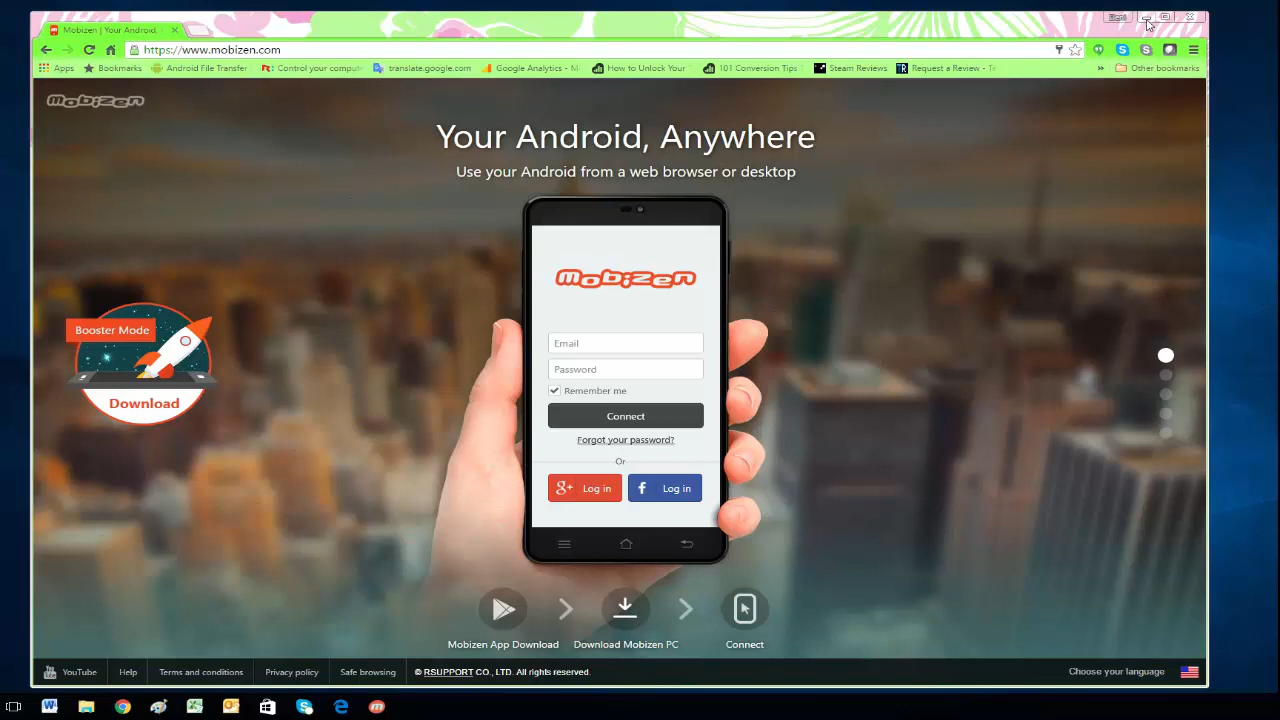 Mobizen | Your Android,
https://www.mobizen.com
Apps Bookmarks Android File Transfer Control your compute translate.google.com Google Analytics - M How to Unlock Your 101 Conversion Tips Steam Reviews Request a Review - Te » Other bookmarks
mobizen
Your Android, Anywhere
Use your Android from a web browser or desktop
mobizen
Email
Password
Remember me
Connect
Forgot your password?
Or
g+ Log in f Log in
Booster Mode
Download
Mobizen App Download Download Mobizen PC Connect
You Tube YouTube Help Terms and conditions Privacy policy Safe browsing © RSUPPORT CO., LTD. All rights reserved. Choose your language